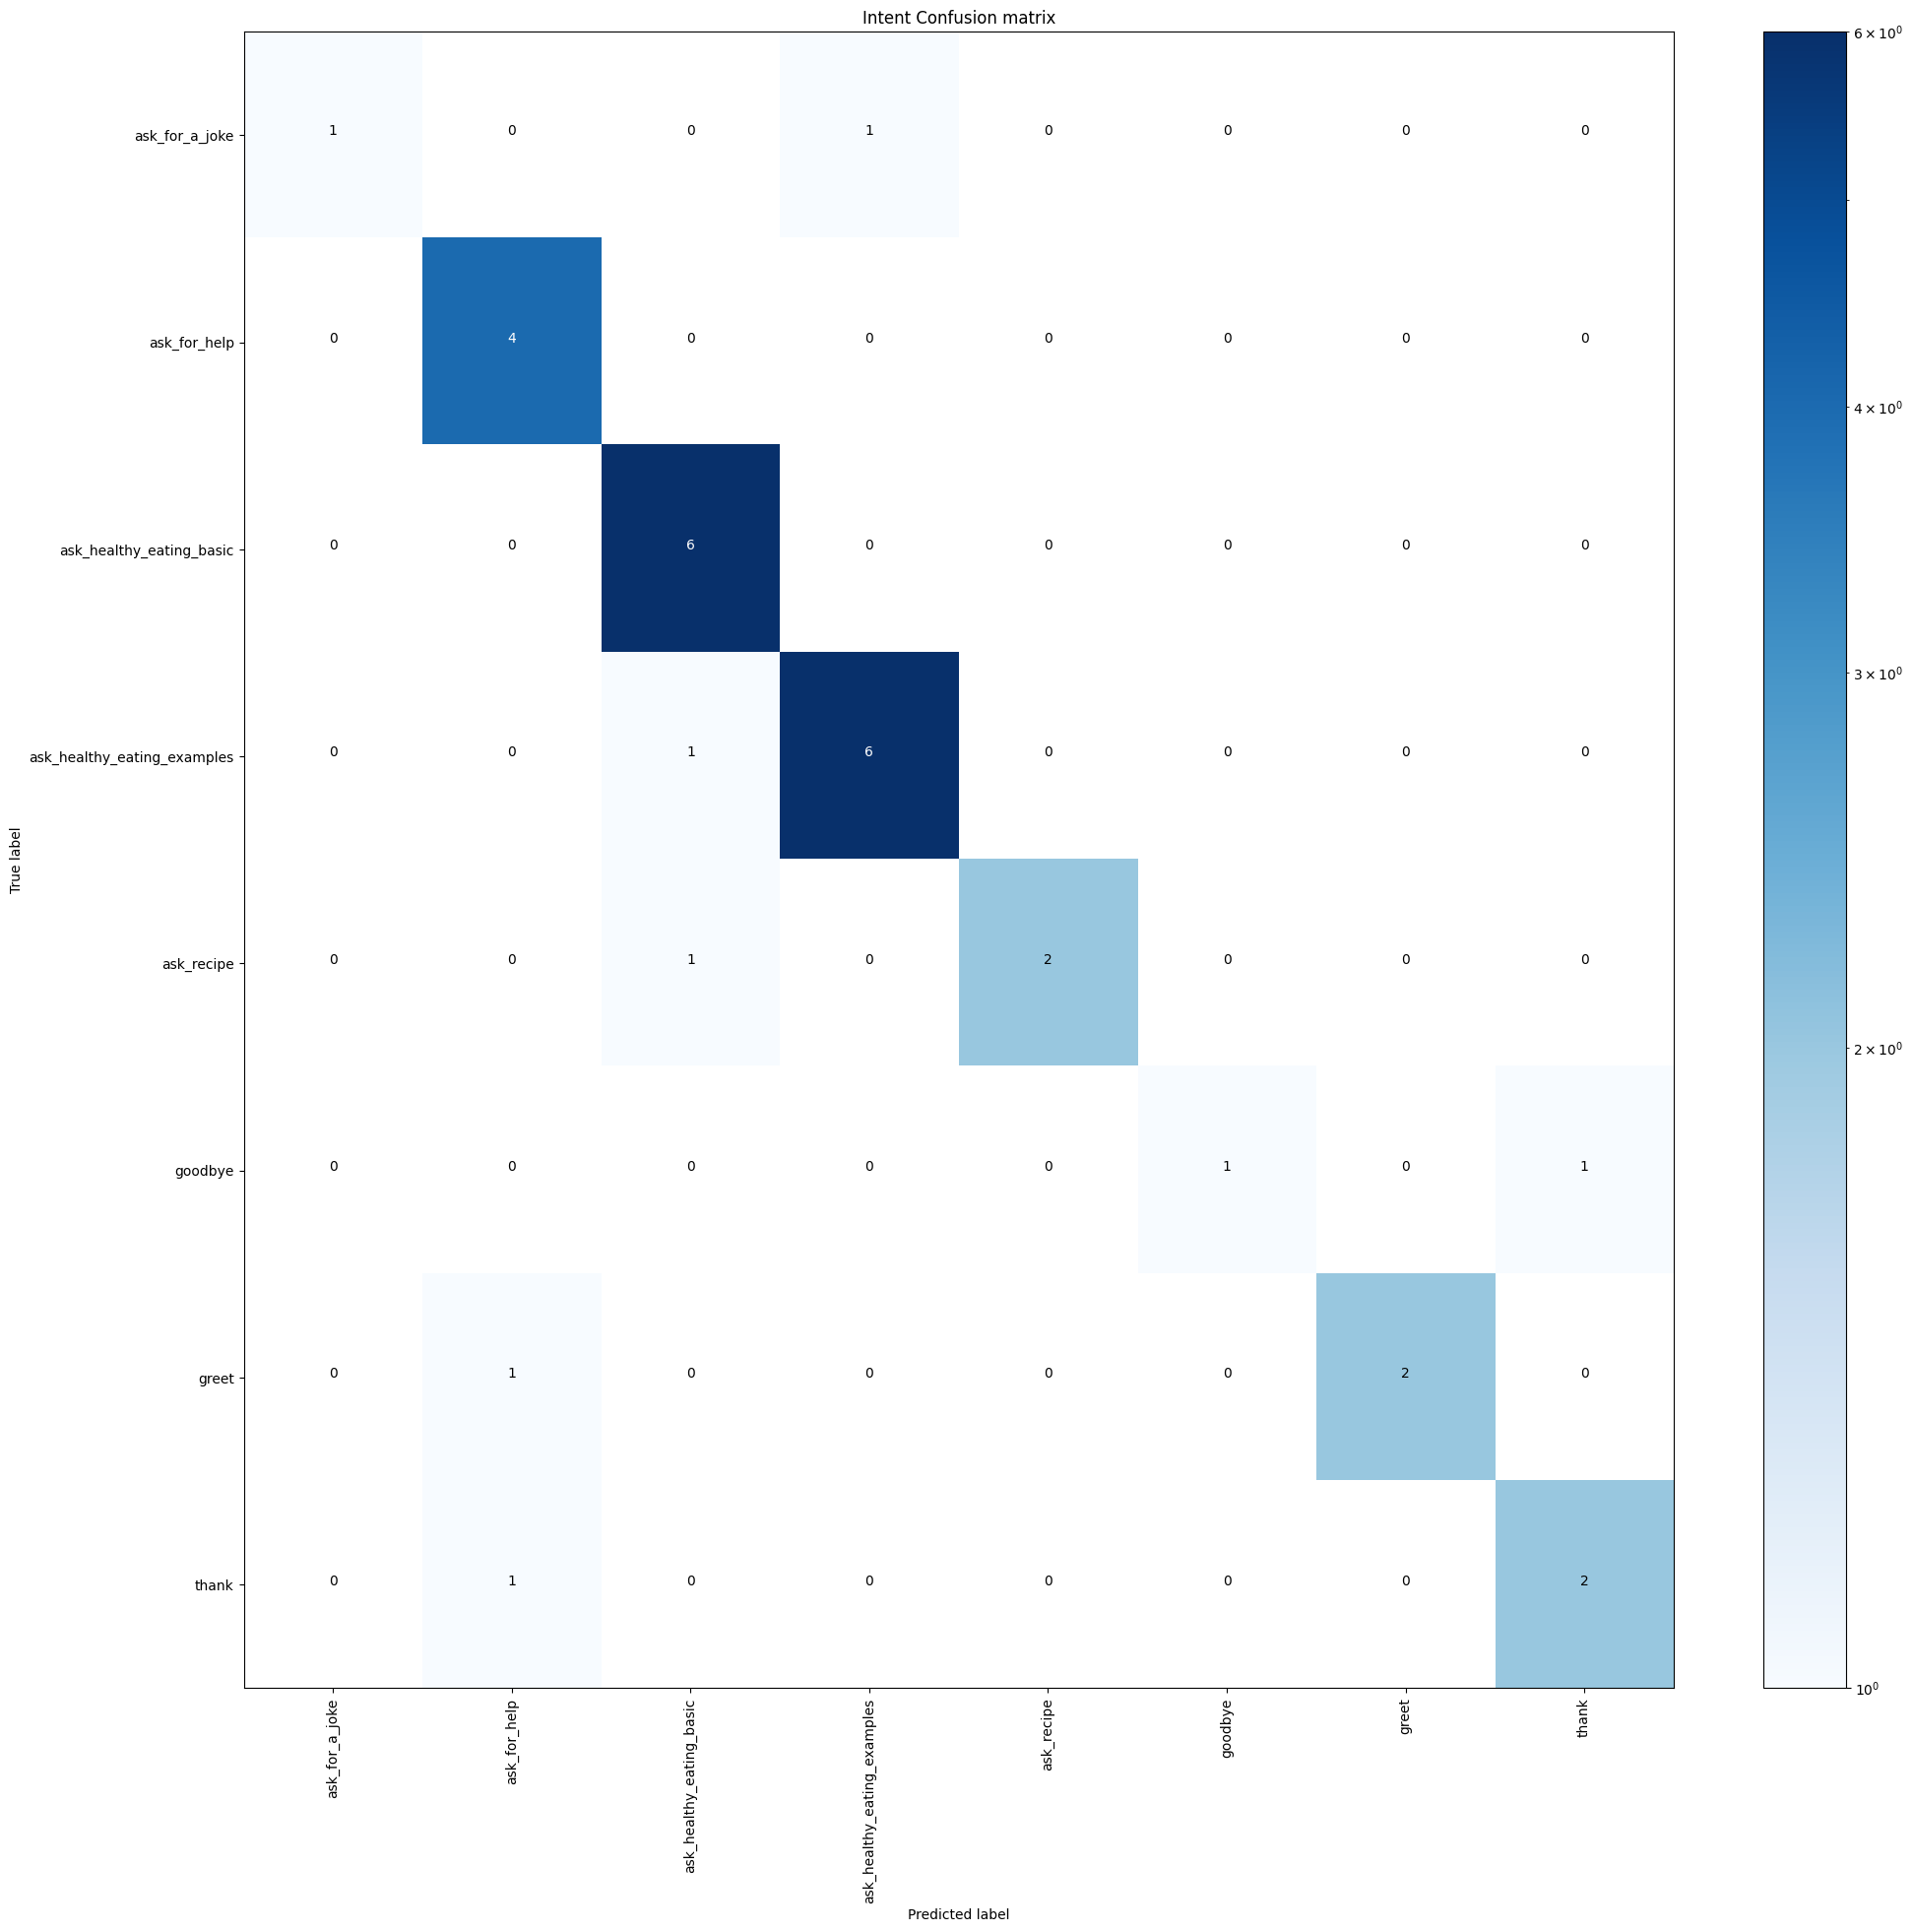 Intent Confusion matrix
ask_for_a_joke 1 0 0 1 0 0 0 0
ask_for_help 0 4 0 0 0 0 0 0
ask_healthy_eating_basic 0 0 6 0 0 0 0 0
ask_healthy_eating_examples 0 0 1 6 0 0 0 0
ask_recipe 0 0 1 0 2 0 0 0
goodbye 0 0 0 0 0 1 0 1
greet 0 1 0 0 0 0 2 0
thank 0 1 0 0 0 0 0 2
True label
ask_for_a_joke
ask_for_help
ask_healthy_eating_basic
ask_healthy_eating_examples
ask_recipe
goodbye
greet
thank
Predicted label
6 × 10⁰
4 × 10⁰
3 × 10⁰
2 × 10⁰
10⁰